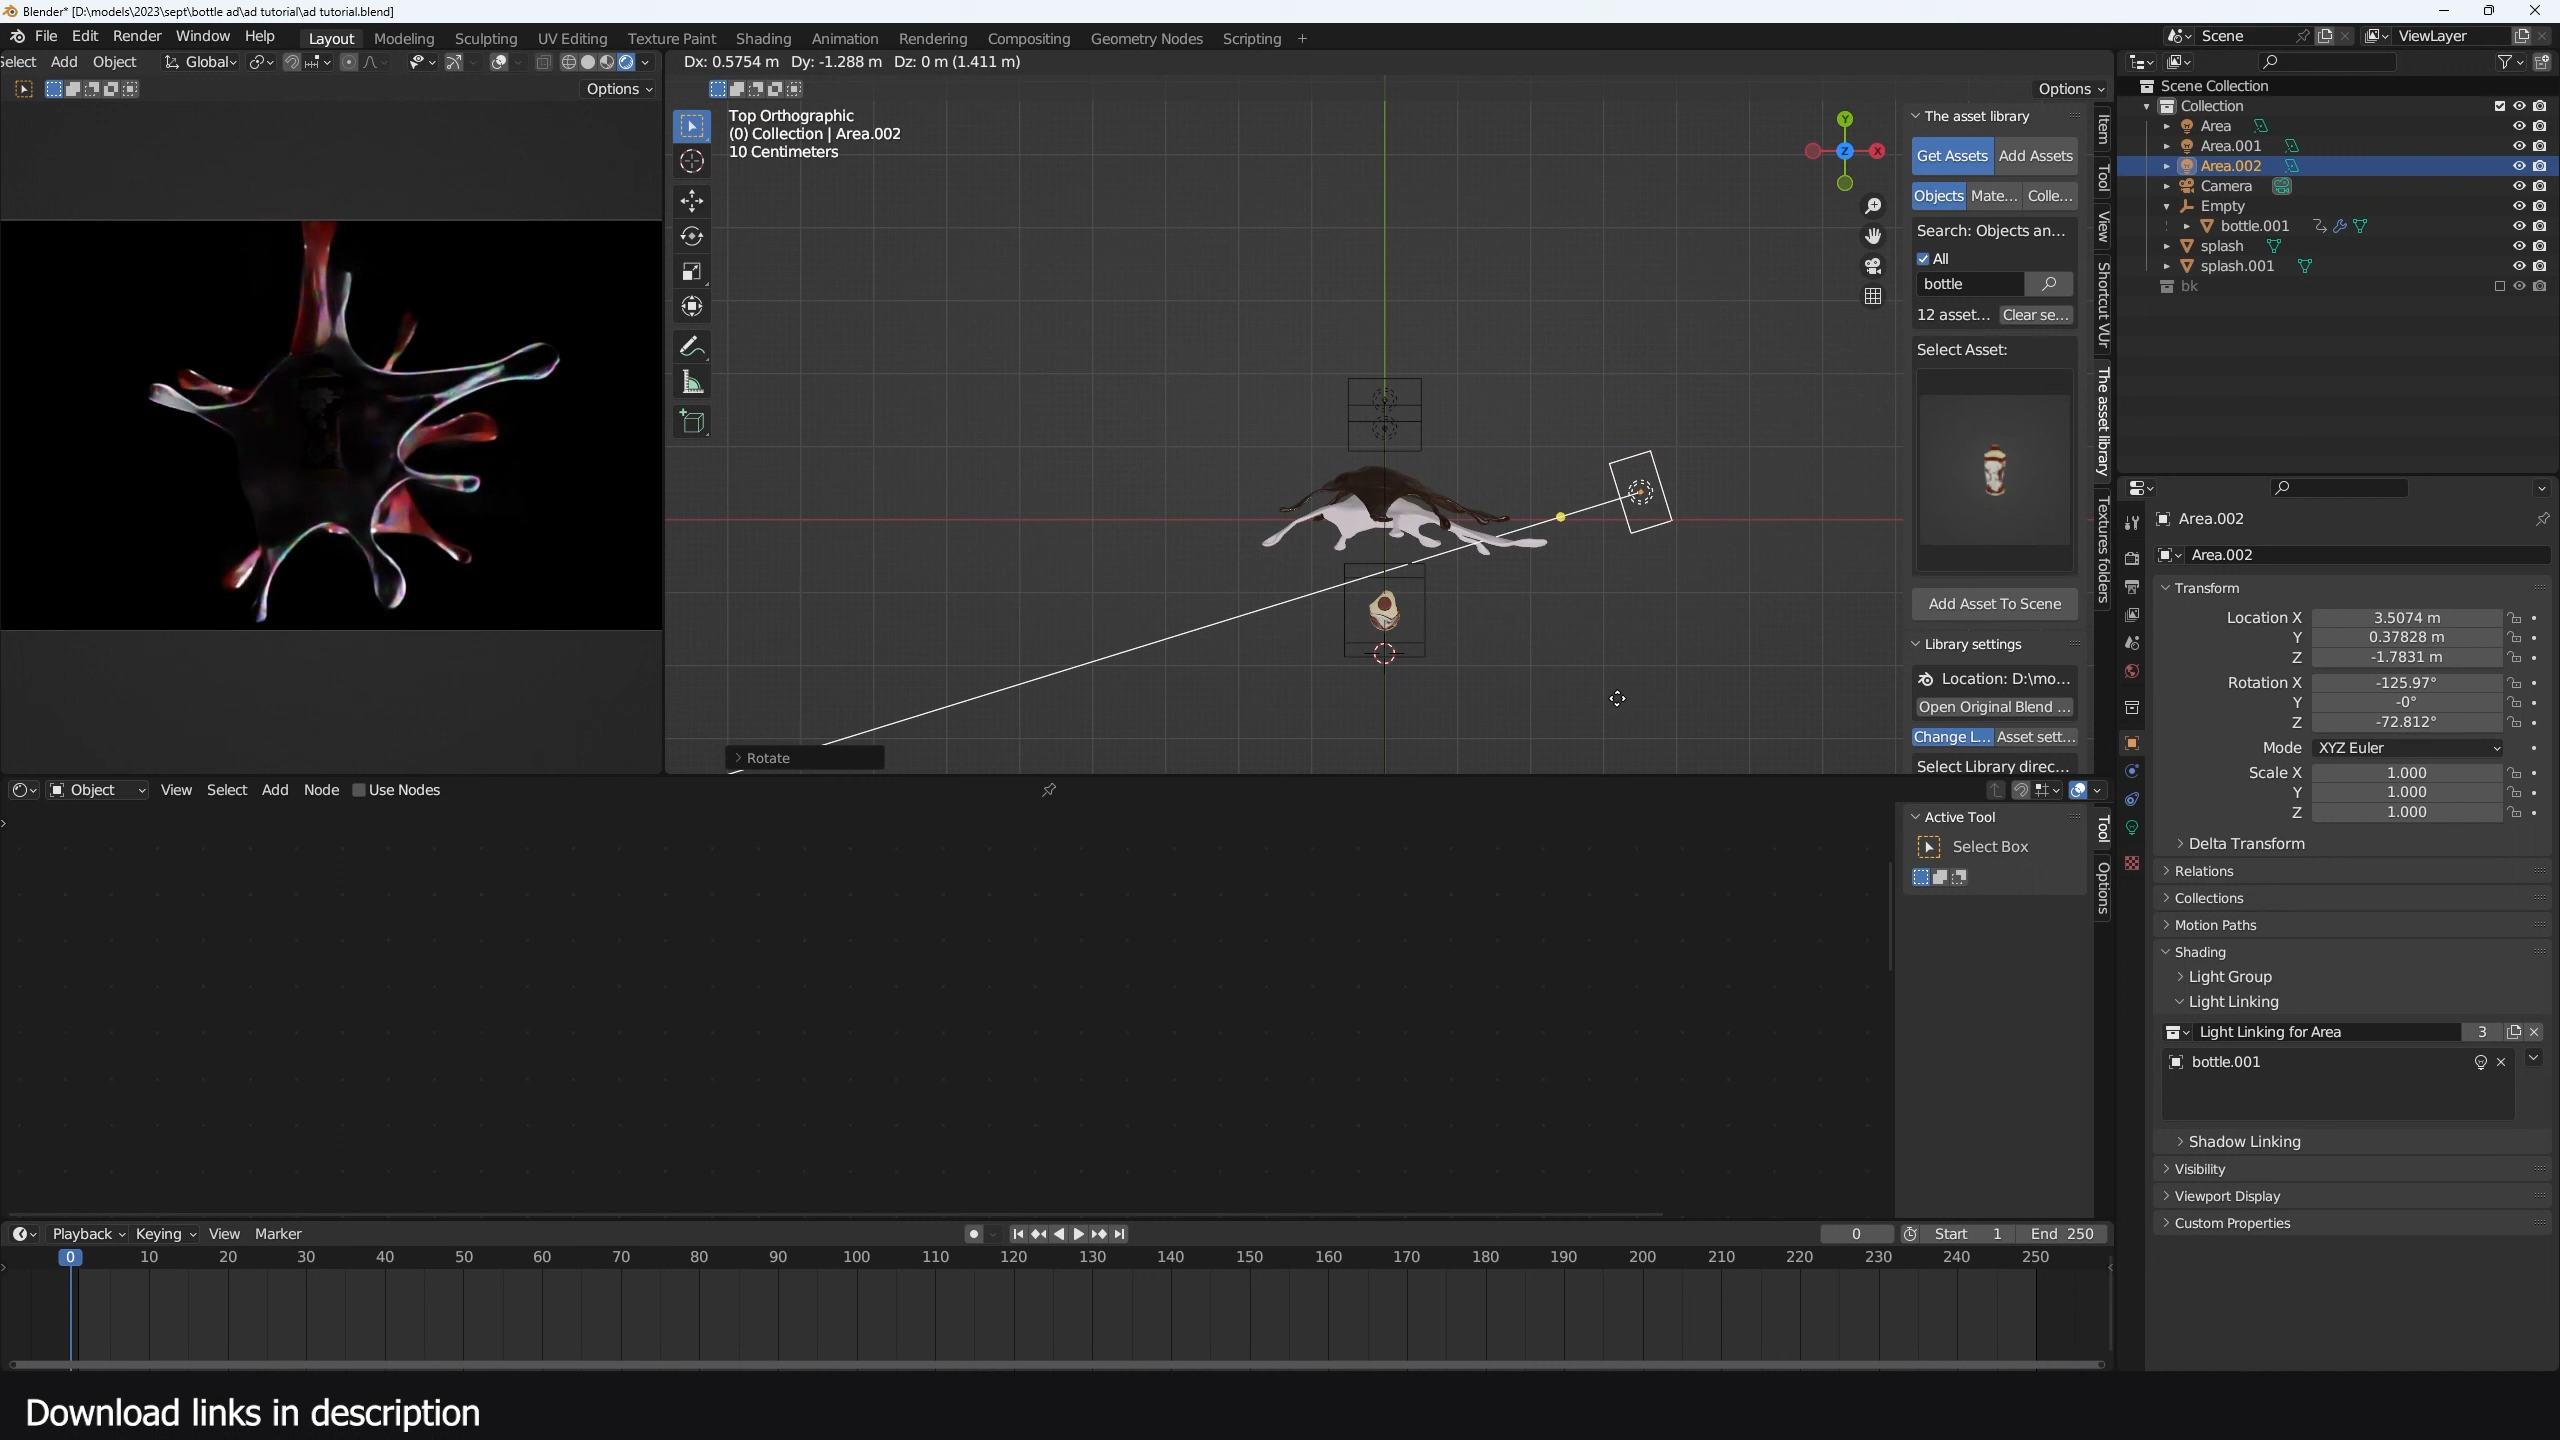 Blender* [D:\models\2023\sept\bottle ad\ad tutorial\ad tutorial.blend]
File Edit Render Window Help Layout Modeling Sculpting UV Editing Texture Paint Shading Animation Rendering Compositing Geometry Nodes Scripting + Scene ViewLayer
Select Add Object Global
Options
Dx: 0.5754 m Dy: -1.288 m Dz: 0 m (1.411 m)
Options
Top Orthographic
(0) Collection | Area.002
10 Centimeters
Y
X
Z
Rotate
The asset library
Get Assets Add Assets
Objects Mate... Colle...
Search: Objects an...
All
bottle
12 asset... Clear se...
Select Asset:
Add Asset To Scene
Library settings
Location: D:\mo...
Open Original Blend ...
Change L... Asset sett...
Select Library direc...
Item
Tool
View
Shortcut VUr
The asset library
Textures folders
Scene Collection
Collection
Area
Area.001
Area.002
Camera
Empty
bottle.001
splash
splash.001
bk
Area.002
Area.002
Transform
Location X 3.5074 m
Y 0.37828 m
Z -1.7831 m
Rotation X -125.97°
Y -0°
Z -72.812°
Mode XYZ Euler
Scale X 1.000
Y 1.000
Z 1.000
Delta Transform
Relations
Collections
Motion Paths
Shading
Light Group
Light Linking
Light Linking for Area 3
bottle.001
Shadow Linking
Visibility
Viewport Display
Custom Properties
Object View Select Add Node Use Nodes
Active Tool
Select Box
Tool
Options
Playback Keying View Marker 0 Start 1 End 250
0 10 20 30 40 50 60 70 80 90 100 110 120 130 140 150 160 170 180 190 200 210 220 230 240 250
Download links in description